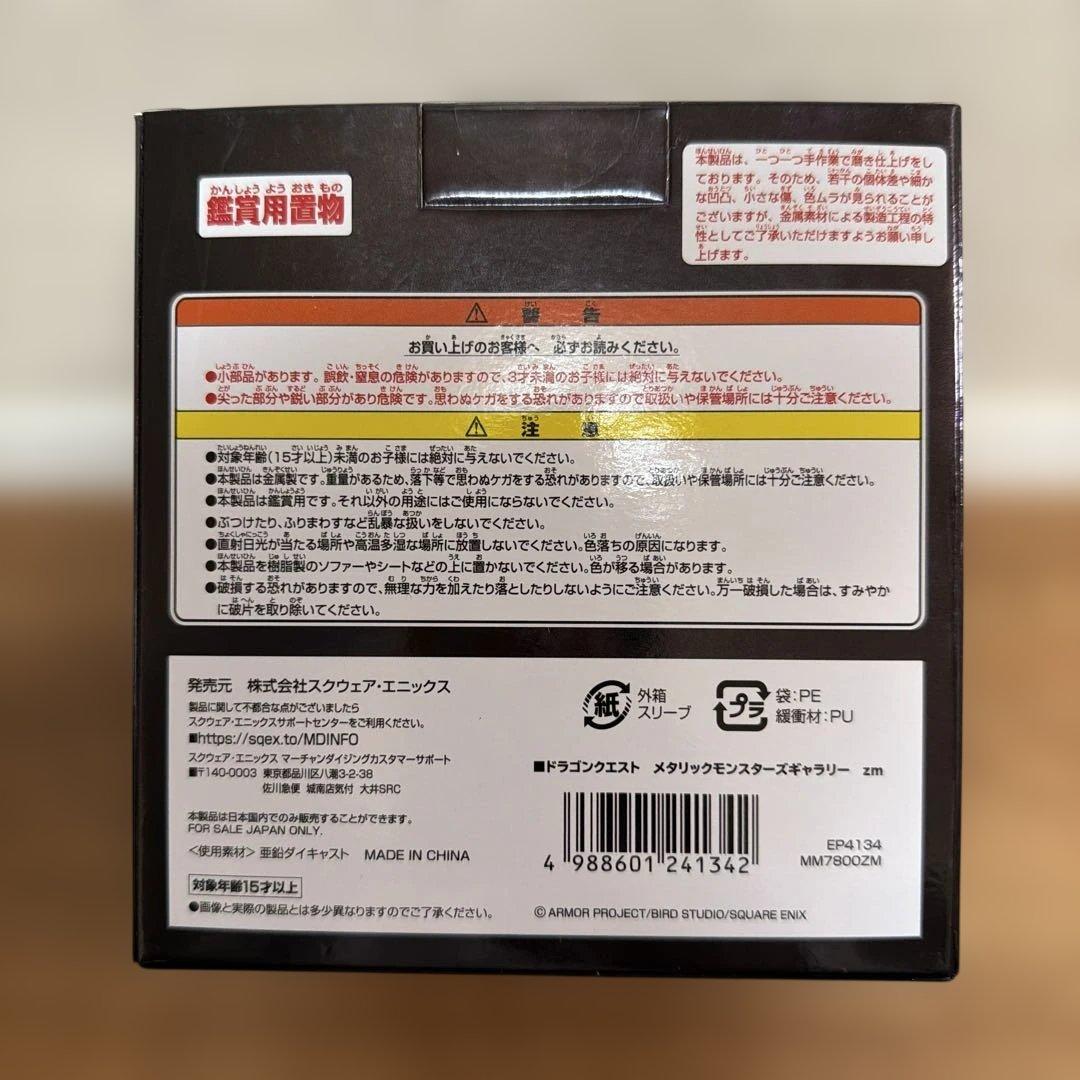 鑑賞用置物
本製品は、一つ一つ手作業で磨き仕上げをし
ております。そのため、若干の個体差や細か
な凹凸、小さな傷、色ムラが見られることが
ございますが、金属素材による製造工程の特
性としてご了承いただけますようお願い申し
上げます。
⚠ 警 告
お買い上げのお客様へ 必ずお読みください。
●小部品があります。誤飲・窒息の危険がありますので、3才未満のお子様には絶対に与えないでください。
●尖った部分や鋭い部分があり危険です。思わぬケガをする恐れがありますので取扱いや保管場所には十分ご注意ください。
⚠ 注 意
●対象年齢(15才以上)未満のお子様には絶対に与えないでください。
●本製品は金属製です。重量があるため、落下等で思わぬケガをする恐れがありますので、取扱いや保管場所には十分ご注意ください。
●本製品は鑑賞用です。それ以外の用途にはご使用にならないでください。
●ぶつけたり、ふりまわすなど乱暴な扱いをしないでください。
●直射日光が当たる場所や高温多湿な場所に放置しないでください。色落ちの原因になります。
●本製品を樹脂製のソファーやシートなどの上に置かないでください。色が移る場合があります。
●破損する恐れがありますので、無理な力を加えたり落としたりしないようにご注意ください。万一破損した場合は、すみやか
に破片を取り除いてください。
発売元 株式会社スクウェア・エニックス
製品に関して不都合な点がございましたら
スクウェア・エニックスサポートセンターをご利用ください。
■https://sqex.to/MDINFO
スクウェア・エニックス マーチャンダイジングカスタマーサポート
■〒140-0003 東京都品川区八潮3-2-38
佐川急便 城南店気付 大井SRC
本製品は日本国内でのみ販売することができます。
FOR SALE JAPAN ONLY.
<使用素材> 亜鉛ダイキャスト MADE IN CHINA
対象年齢15才以上
●画像と実際の製品とは多少異なりますのでご了承ください。
紙 外箱
スリーブ
プラ 袋:PE
緩衝材:PU
■ドラゴンクエスト メタリックモンスターズギャラリー zm
4 988601 241342
EP4134
MM7800ZM
© ARMOR PROJECT/BIRD STUDIO/SQUARE ENIX